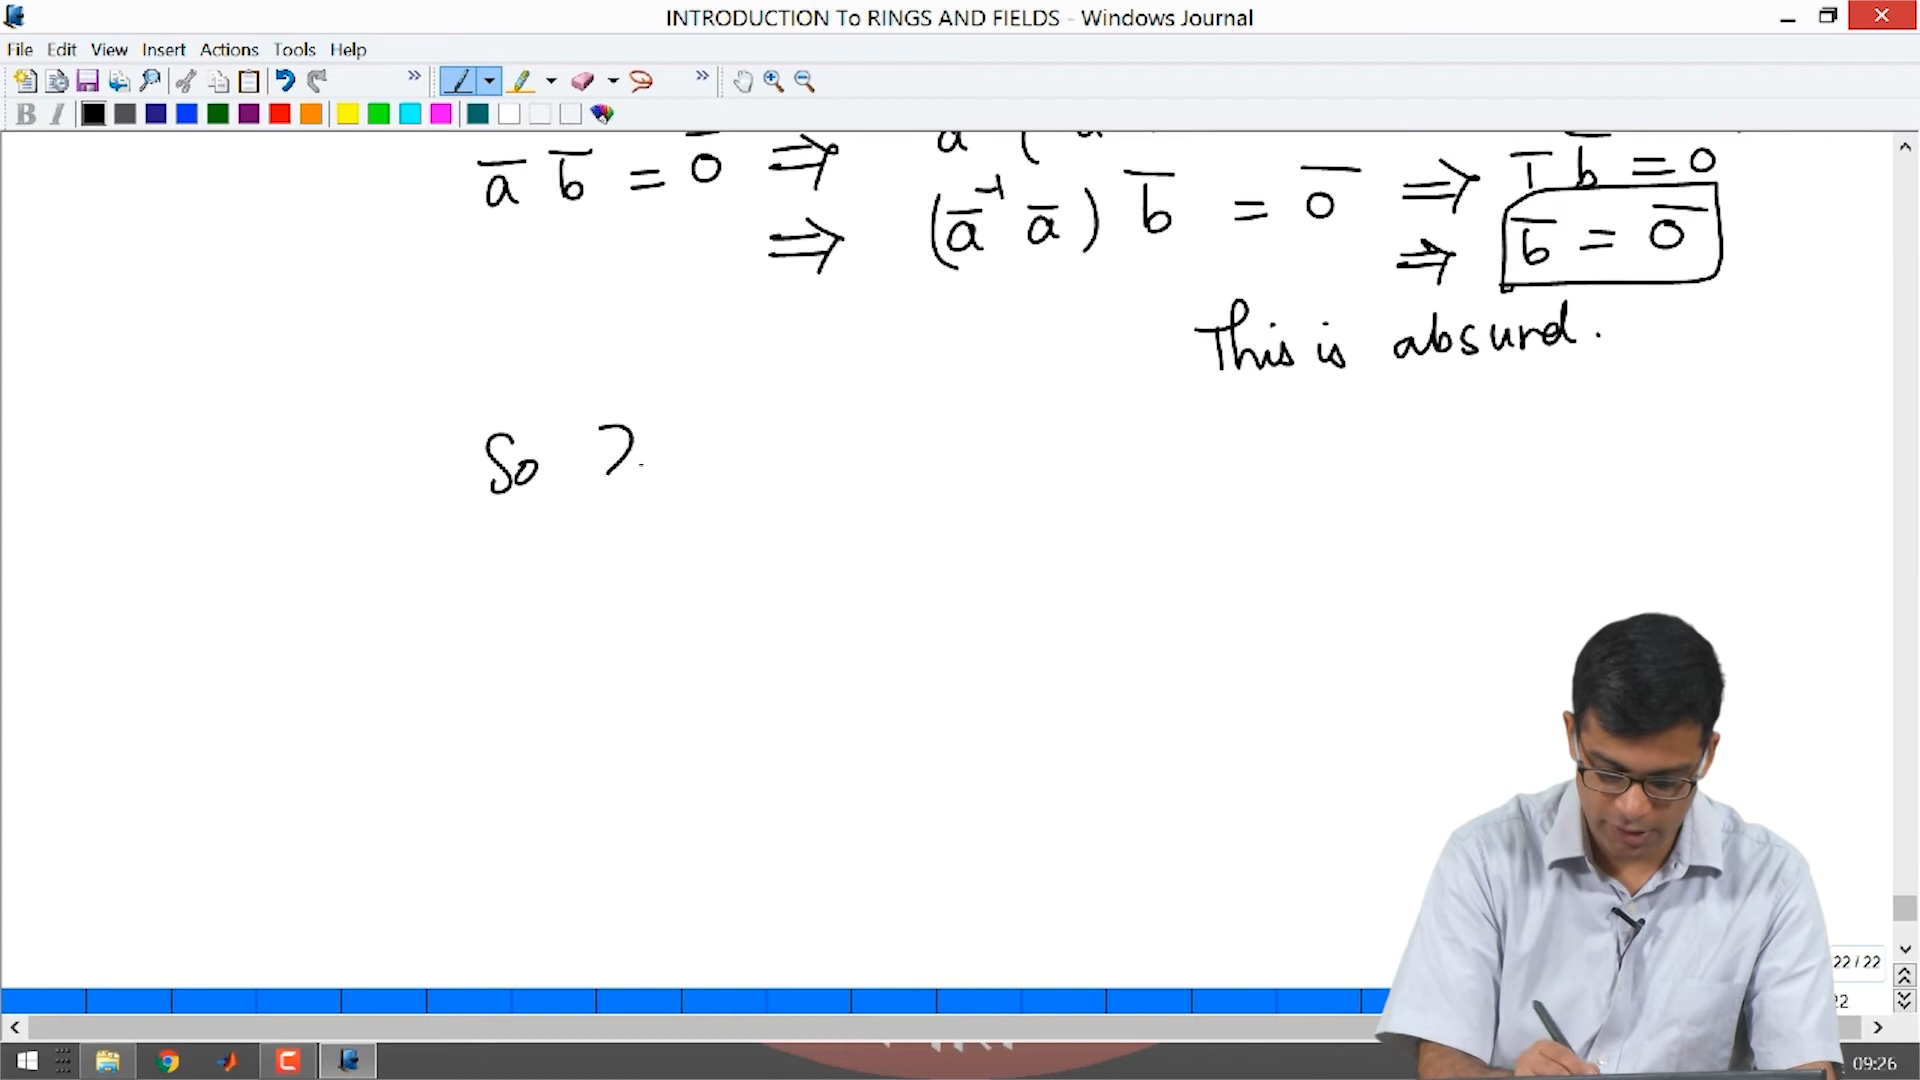 INTRODUCTION To RINGS AND FIELDS - Windows Journal
File Edit View Insert Actions Tools Help
B I
a̅ b̅ = 0̅ ⇒
1̅ b̅ = 0
⇒ (a̅⁻¹ a̅) b̅ = 0̅ ⇒
⇒ b̅ = 0̅
This is absurd.
So
22 / 22
09:26